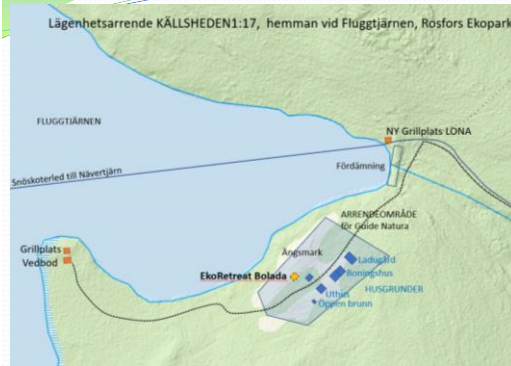 Lägenhetsarrende KÄLLSHEDEN1:17, hemman vid Fluggtjärnen, Rosfors Ekopark
FLUGGTJÄRNEN
NY Grillplats LONA
Snöskoterled till Nävertjärn
Fördämning
ARRENDEOMRÅDE
för Guide Natura
Grillplats
Vedbod
Ängsmark
Ladugård
EkoRetreat Bolada
Boningshus
HUSGRUNDER
Uthus
Öppen brunn